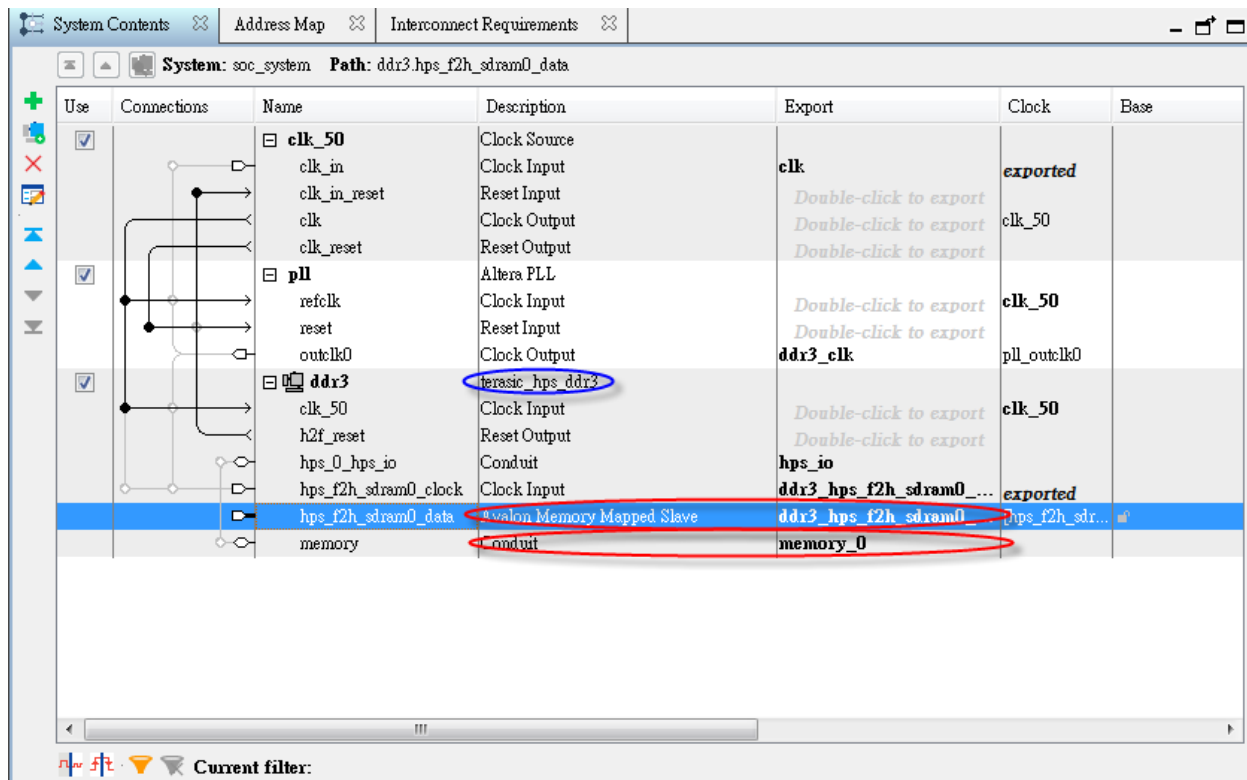 System Contents Address Map Interconnect Requirements
System: soc_system Path: ddr3.hps_f2h_sdram0_data
Use Connections Name Description Export Clock Base
clk_50 Clock Source
clk_in Clock Input clk exported
clk_in_reset Reset Input Double-click to export
clk Clock Output Double-click to export clk_50
clk_reset Reset Output Double-click to export
pll Altera PLL
refclk Clock Input Double-click to export clk_50
reset Reset Input Double-click to export
outclk0 Clock Output ddr3_clk pll_outclk0
ddr3 terasic_hps_ddr3
clk_50 Clock Input Double-click to export clk_50
h2f_reset Reset Output Double-click to export
hps_0_hps_io Conduit hps_io
hps_f2h_sdram0_clock Clock Input ddr3_hps_f2h_sdram0_... exported
hps_f2h_sdram0_data Avalon Memory Mapped Slave ddr3_hps_f2h_sdram0_... [hps_f2h_sdr...
memory Conduit memory_0
Current filter: